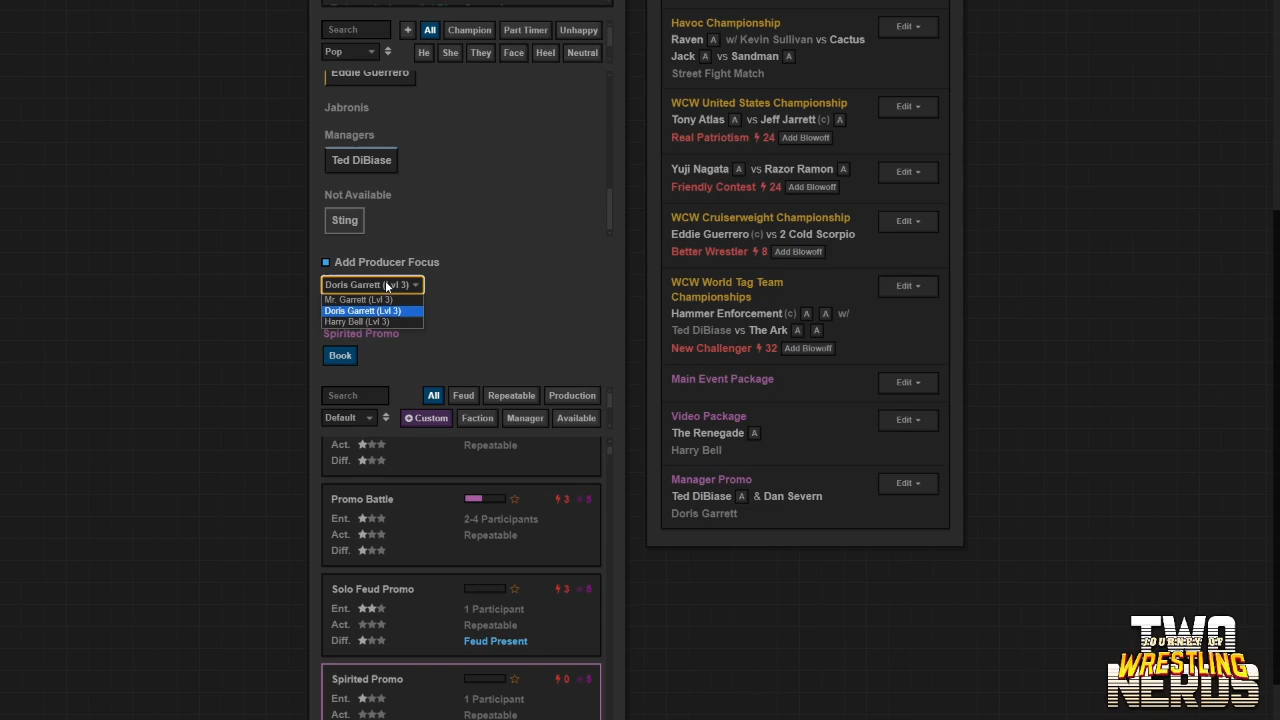 Search
+
All
Champion
Part Timer
Unhappy
Pop
He
She
They
Face
Heel
Neutral
Eddie Guerrero
Jabronis
Managers
Ted DiBiase
Not Available
Sting
Add Producer Focus
Doris Garrett (Lvl 3)
Mr. Garrett (Lvl 3)
Doris Garrett (Lvl 3)
Harry Bell (Lvl 3)
Spirited Promo
Book
Search
All
Feud
Repeatable
Production
Default
Custom
Faction
Manager
Available
Act.
Repeatable
Diff.
Promo Battle
3
5
Ent.
2-4 Participants
Act.
Repeatable
Diff.
Solo Feud Promo
3
5
Ent.
1 Participant
Act.
Repeatable
Diff.
Feud Present
Spirited Promo
0
5
Ent.
1 Participant
Act.
Repeatable
Havoc Championship
Edit
Raven A w/ Kevin Sullivan vs Cactus
Jack A vs Sandman A
Street Fight Match
WCW United States Championship
Edit
Tony Atlas A vs Jeff Jarrett (c) A
Real Patriotism 24 Add Blowoff
Yuji Nagata A vs Razor Ramon A
Edit
Friendly Contest 24 Add Blowoff
WCW Cruiserweight Championship
Edit
Eddie Guerrero (c) vs 2 Cold Scorpio
Better Wrestler 8 Add Blowoff
WCW World Tag Team
Championships
Edit
Hammer Enforcement (c) A A w/
Ted DiBiase vs The Ark A A
New Challenger 32 Add Blowoff
Main Event Package
Edit
Video Package
Edit
The Renegade A
Harry Bell
Manager Promo
Edit
Ted DiBiase A & Dan Severn
Doris Garrett
TWO
JOURNEY OF
WRESTLING
NERDS